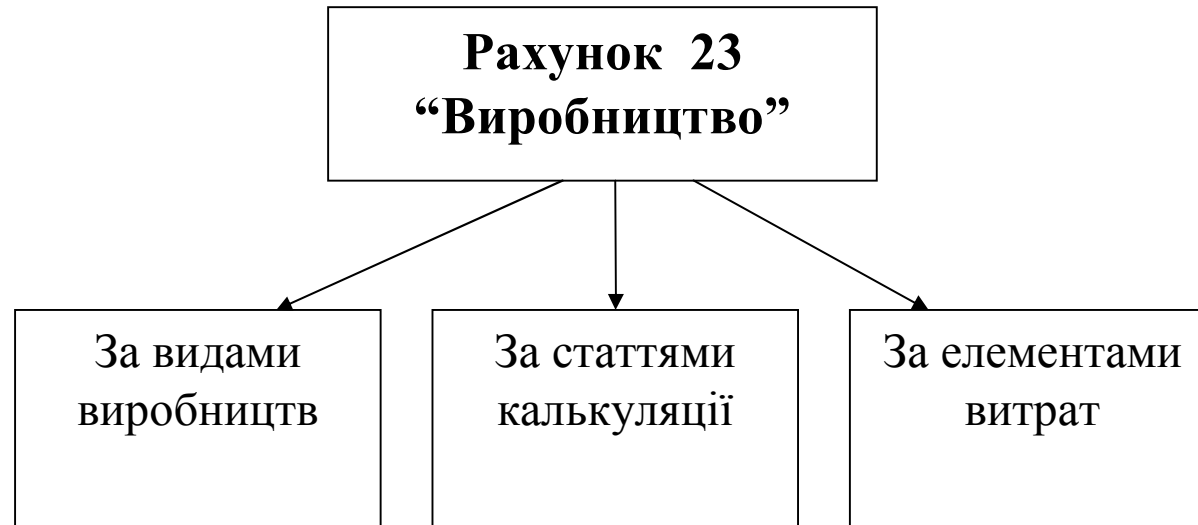 Рахунок 23
“Виробництво”
За видами
виробництв
За статтями
калькуляції
За елементами
витрат